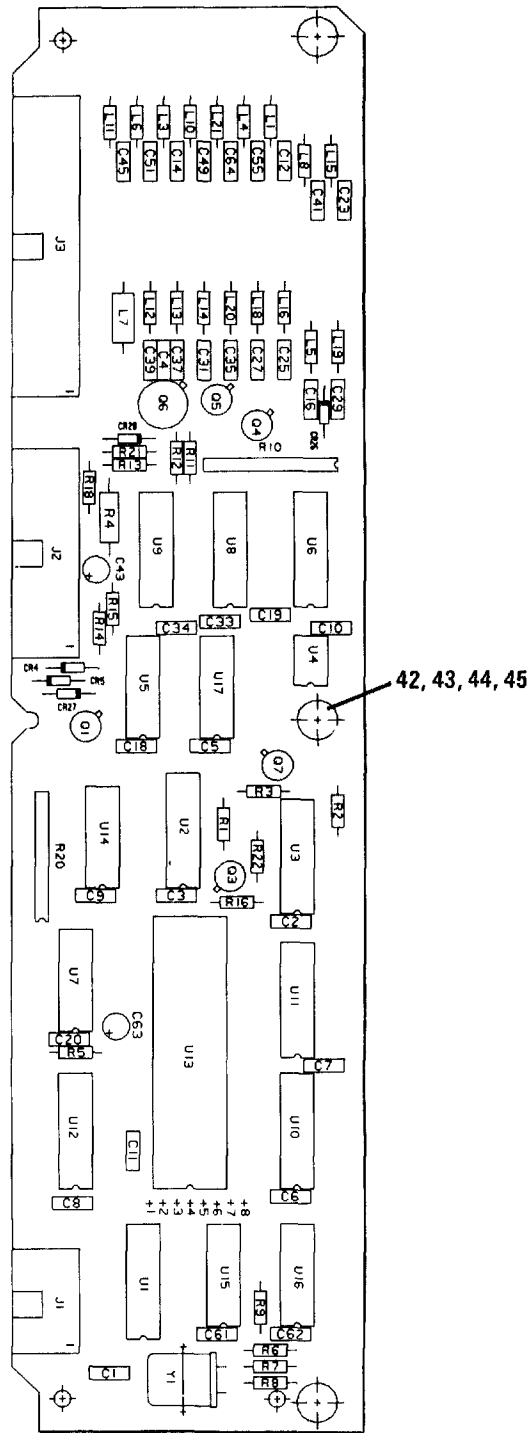 L11 L6 L3 L10 L21 L4 L1
C45 C51 C14 C49 C64 C55 C12 L8 L15
C41 C23
J3
L7 L12 L13 L14 L20 L18 L16
L5 L19
C39 C4 C37 C31 C35 C27 C25
C16 C29
CR26
Q6 Q5 Q4
CR28
R21
R13
R12 R11
R10
R18
R4
U9 U8 U6
J2
C43
R15
R14
C34 C33 C19 C10
CR4
CR5
CR27
U5 U17 U4
42, 43, 44, 45
Q1
C18 C5
Q7
R3
R2
U14 U2 R1 U3
R20
R22
Q3
C9 C3 R16
C2
U7
C63
U13
U11
C20
R5
C7
U12
U10
C11
C8 C6
+1 +2 +3 +4 +5 +6 +7 +8
U1 U15 U16
J1
R9
C61 C62
C1
Y1
R6
R7
R8
1
1
1
+
+